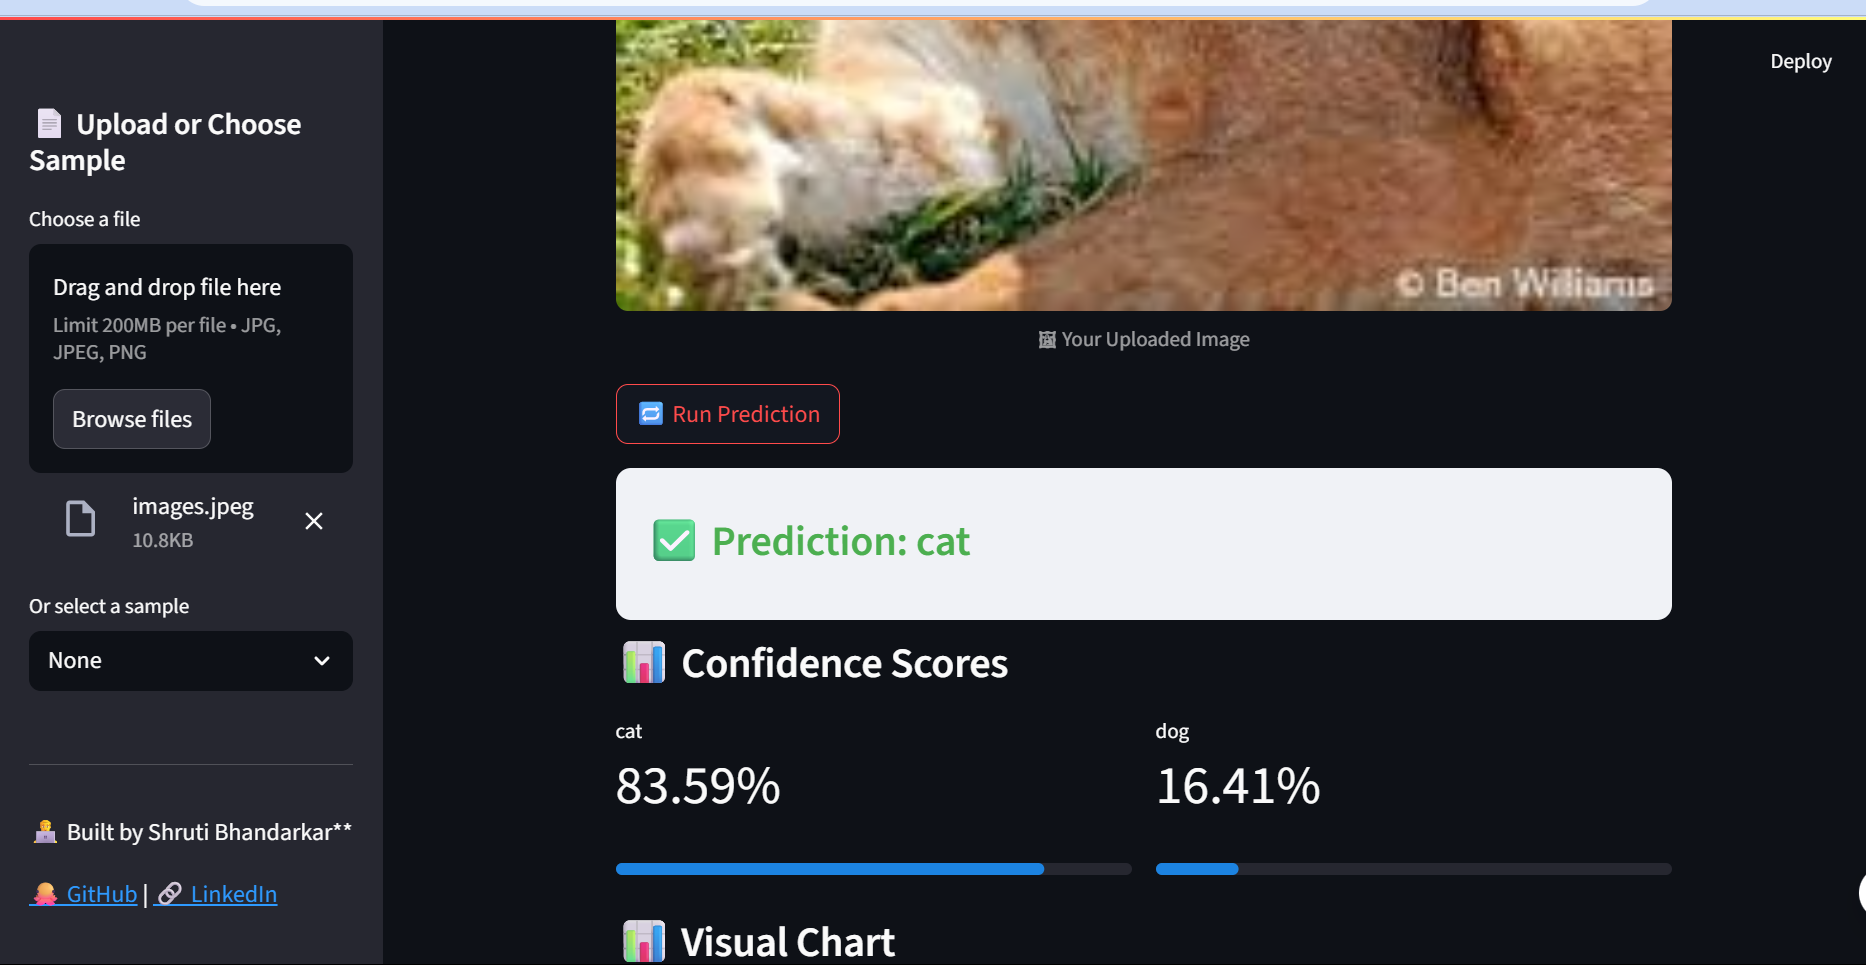 Deploy
📄 Upload or Choose
Sample
Choose a file
Drag and drop file here
Limit 200MB per file • JPG,
JPEG, PNG
Browse files
images.jpeg
10.8KB
Or select a sample
None
🧑‍💻 Built by Shruti Bhandarkar**
🐙 GitHub | 🔗 LinkedIn
© Ben Williams
🖼 Your Uploaded Image
🔁 Run Prediction
✅ Prediction: cat
📊 Confidence Scores
cat
83.59%
dog
16.41%
📊 Visual Chart